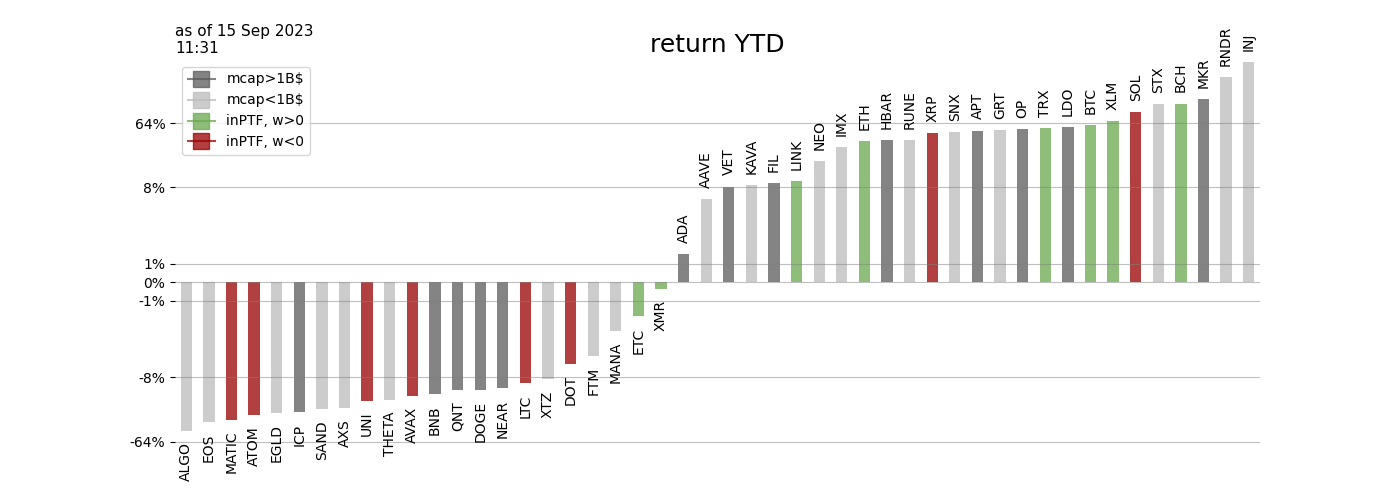 as of 15 Sep 2023
11:31
return YTD
mcap>1B$
mcap<1B$
inPTF, w>0
inPTF, w<0
64%
8%
1%
0%
-1%
-8%
-64%
ALGO
EOS
MATIC
ATOM
EGLD
ICP
SAND
AXS
UNI
THETA
AVAX
BNB
QNT
DOGE
NEAR
LTC
XTZ
DOT
FTM
MANA
ETC
XMR
ADA
AAVE
VET
KAVA
FIL
LINK
NEO
IMX
ETH
HBAR
RUNE
XRP
SNX
APT
GRT
OP
TRX
LDO
BTC
XLM
SOL
STX
BCH
MKR
RNDR
INJ